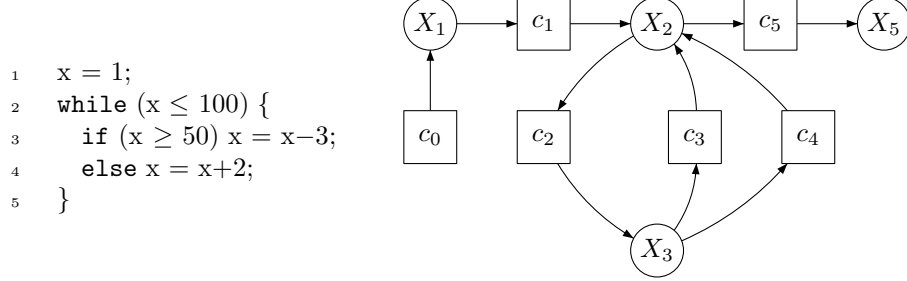 1 x = 1;
2 while (x ≤ 100) {
3 if (x ≥ 50) x = x−3;
4 else x = x+2;
5 }
X₁ c₁ X₂ c₅ X₅
c₀ c₂ c₃ c₄
X₃